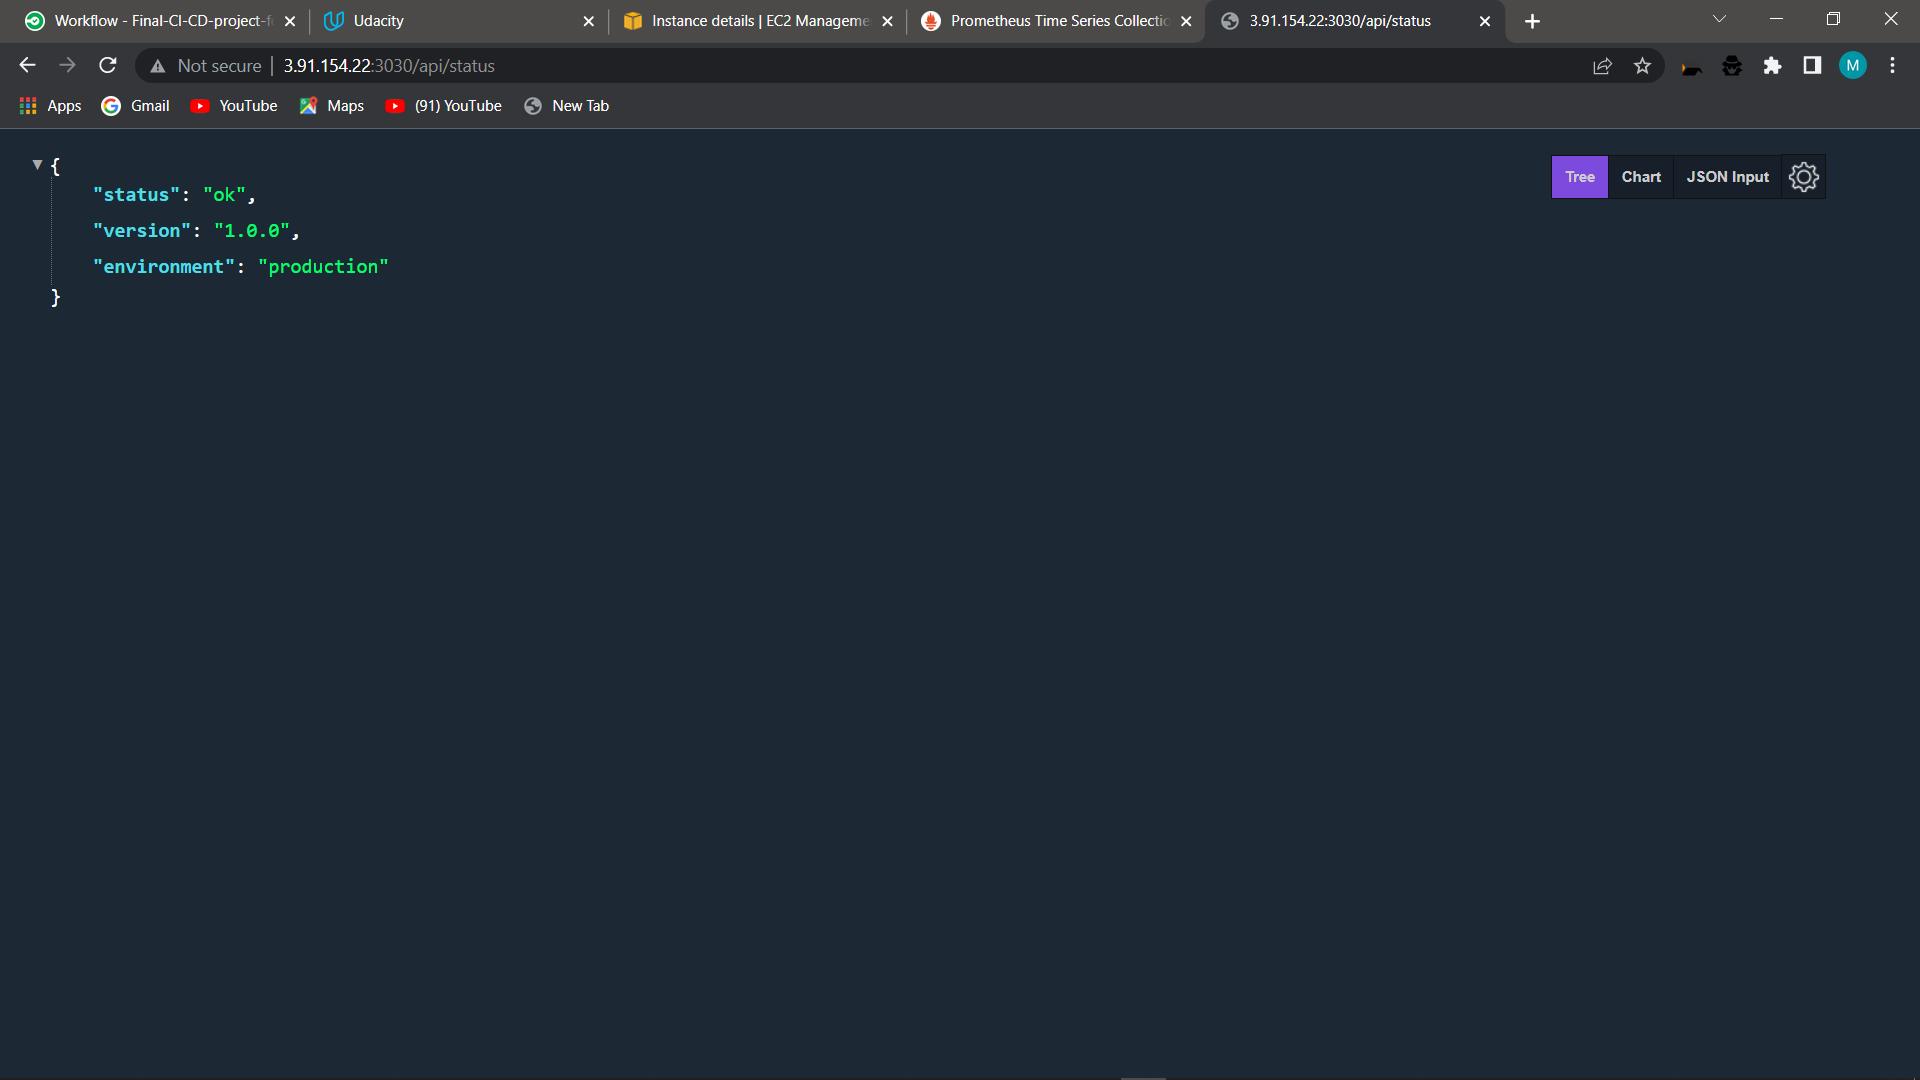 Workflow - Final-CI-CD-project-f
Udacity
Instance details | EC2 Manageme
Prometheus Time Series Collectio
3.91.154.22:3030/api/status
Not secure
3.91.154.22:3030/api/status
M
Apps
Gmail
YouTube
Maps
(91) YouTube
New Tab
{
"status": "ok",
"version": "1.0.0",
"environment": "production"
}
Tree
Chart
JSON Input